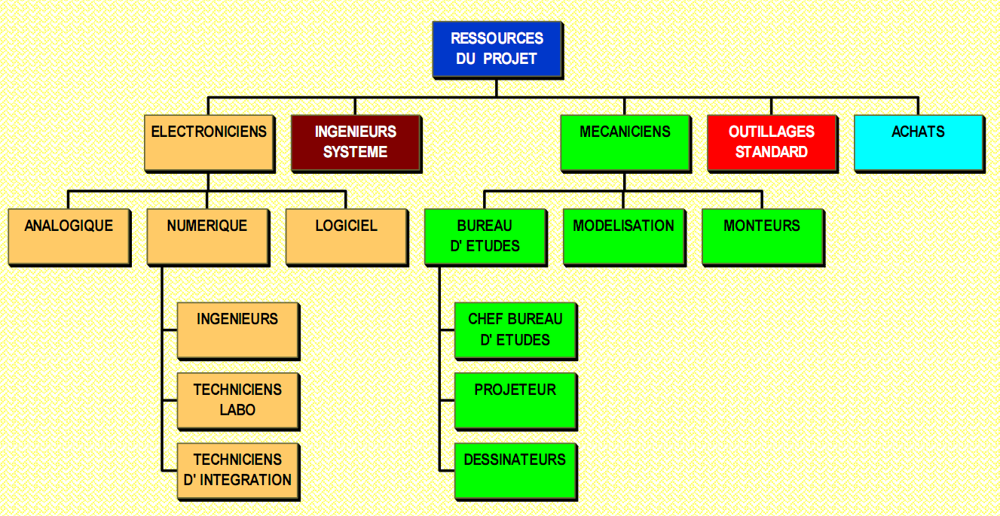 RESSOURCES
DU PROJET
ELECTRONICIENS
INGENIEURS
SYSTEME
MECANICIENS
OUTILLAGES
STANDARD
ACHATS
ANALOGIQUE
NUMERIQUE
LOGICIEL
BUREAU
D' ETUDES
MODELISATION
MONTEURS
INGENIEURS
TECHNICIENS
LABO
TECHNICIENS
D' INTEGRATION
CHEF BUREAU
D' ETUDES
PROJETEUR
DESSINATEURS